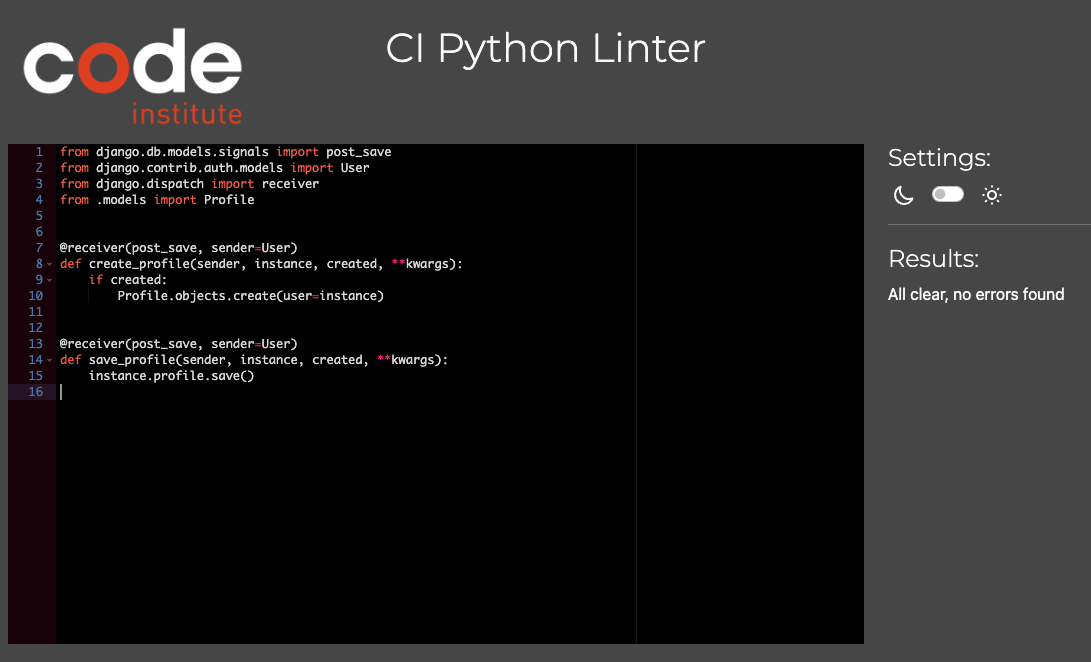 code
institute
CI Python Linter
1 from django.db.models.signals import post_save
2 from django.contrib.auth.models import User
3 from django.dispatch import receiver
4 from .models import Profile
5
6
7 @receiver(post_save, sender=User)
8 def create_profile(sender, instance, created, **kwargs):
9     if created:
10         Profile.objects.create(user=instance)
11
12
13 @receiver(post_save, sender=User)
14 def save_profile(sender, instance, created, **kwargs):
15     instance.profile.save()
16
Settings:
Results:
All clear, no errors found